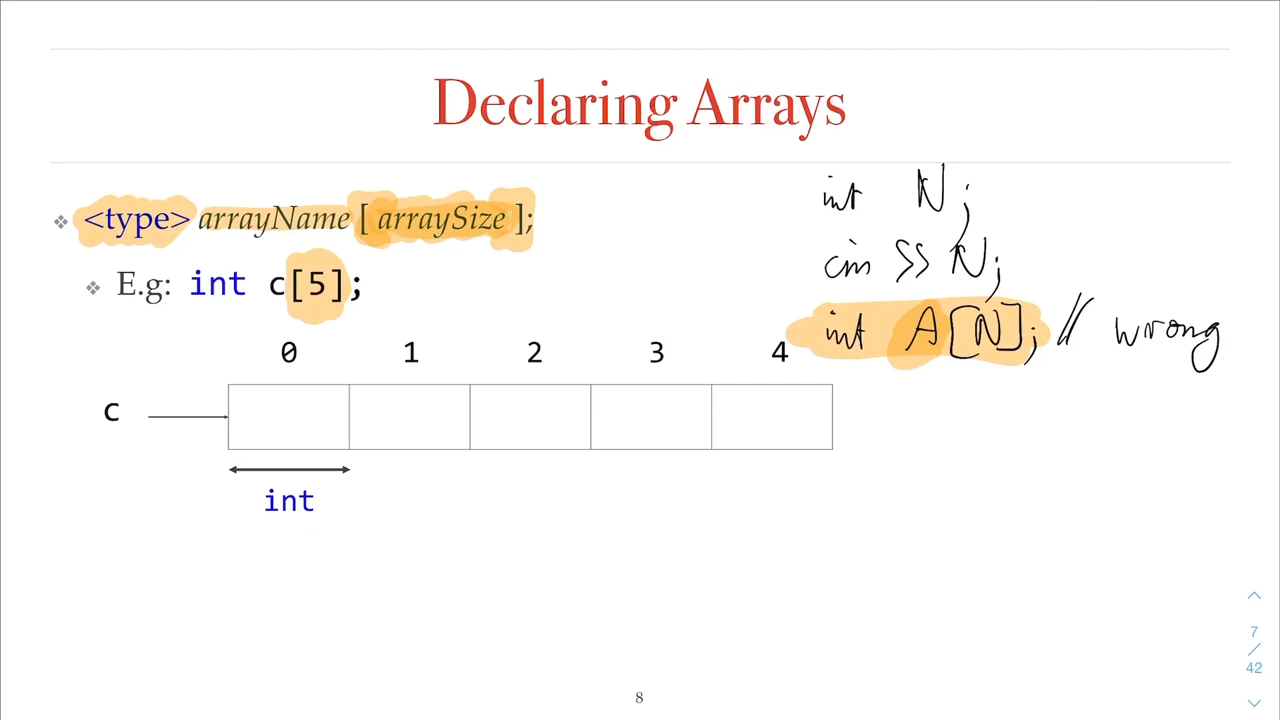 Declaring Arrays
❖ <type> arrayName [ arraySize ];
❖ E.g: int c[5];
int N;
cin >> N;
int A[N]; // wrong
0 1 2 3 4
c
int
7
/
42
8